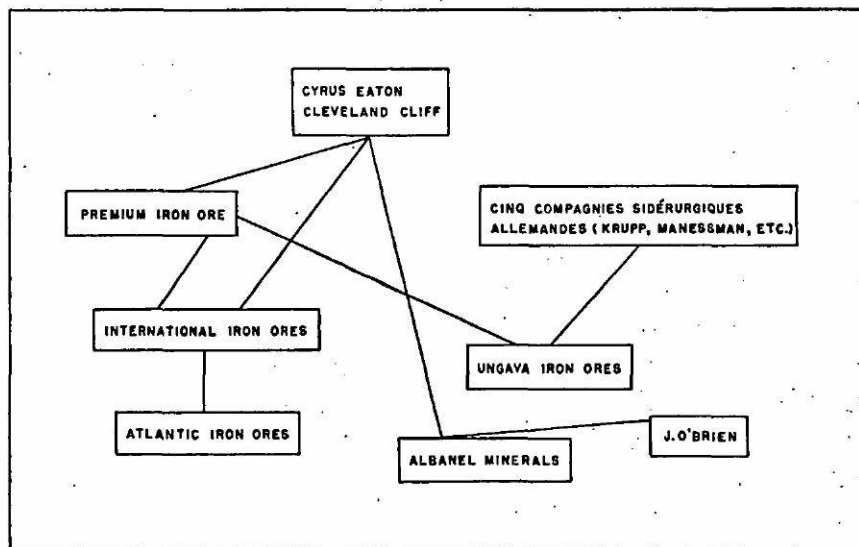 CYRUS EATON
CLEVELAND CLIFF
PREMIUM IRON ORE
CINQ COMPAGNIES SIDÉRURGIQUES
ALLEMANDES (KRUPP, MANESSMAN, ETC.)
INTERNATIONAL IRON ORES
UNGAVA IRON ORES
ATLANTIC IRON ORES
J. O'BRIEN
ALBANEL MINERALS